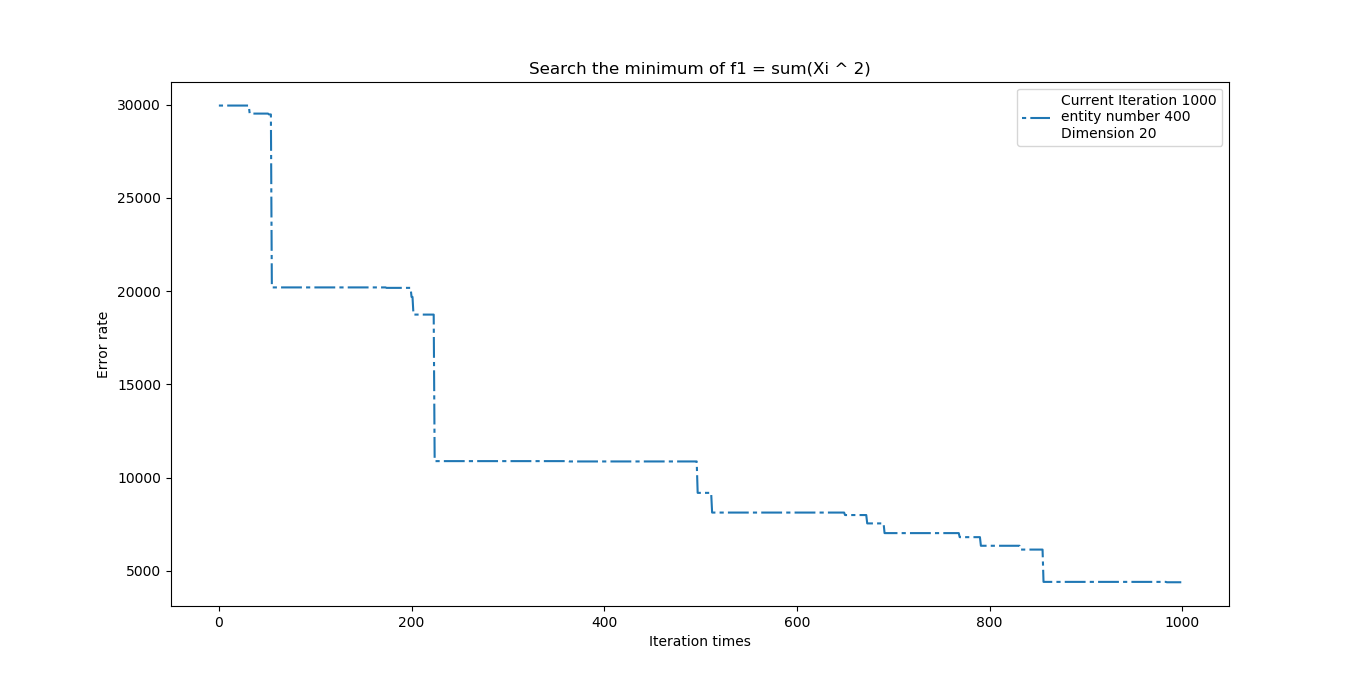 Search the minimum of f1 = sum(Xi ^ 2)
Current Iteration 1000
entity number 400
Dimension 20
Error rate
30000
25000
20000
15000
10000
5000
0
200
400
600
800
1000
Iteration times